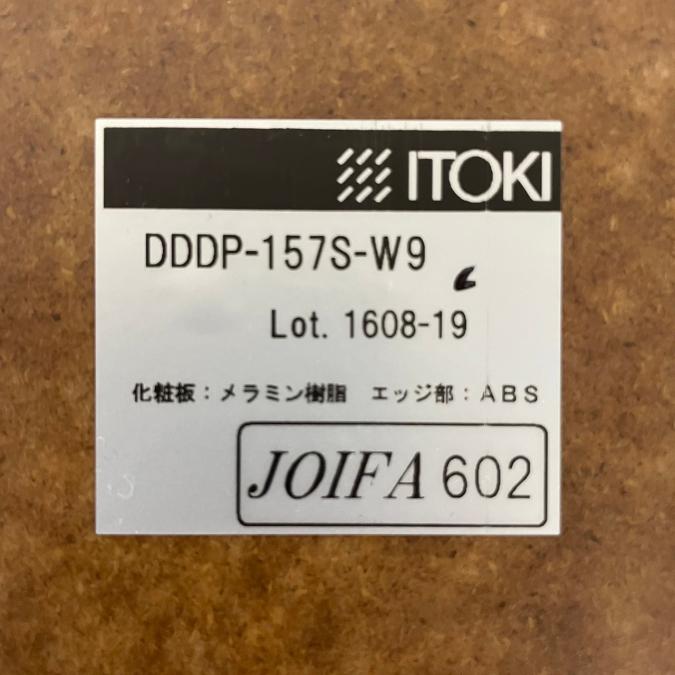 ITOKI
DDDP-157S-W9
Lot. 1608-19
化粧板：メラミン樹脂　エッジ部：ABS
JOIFA 602